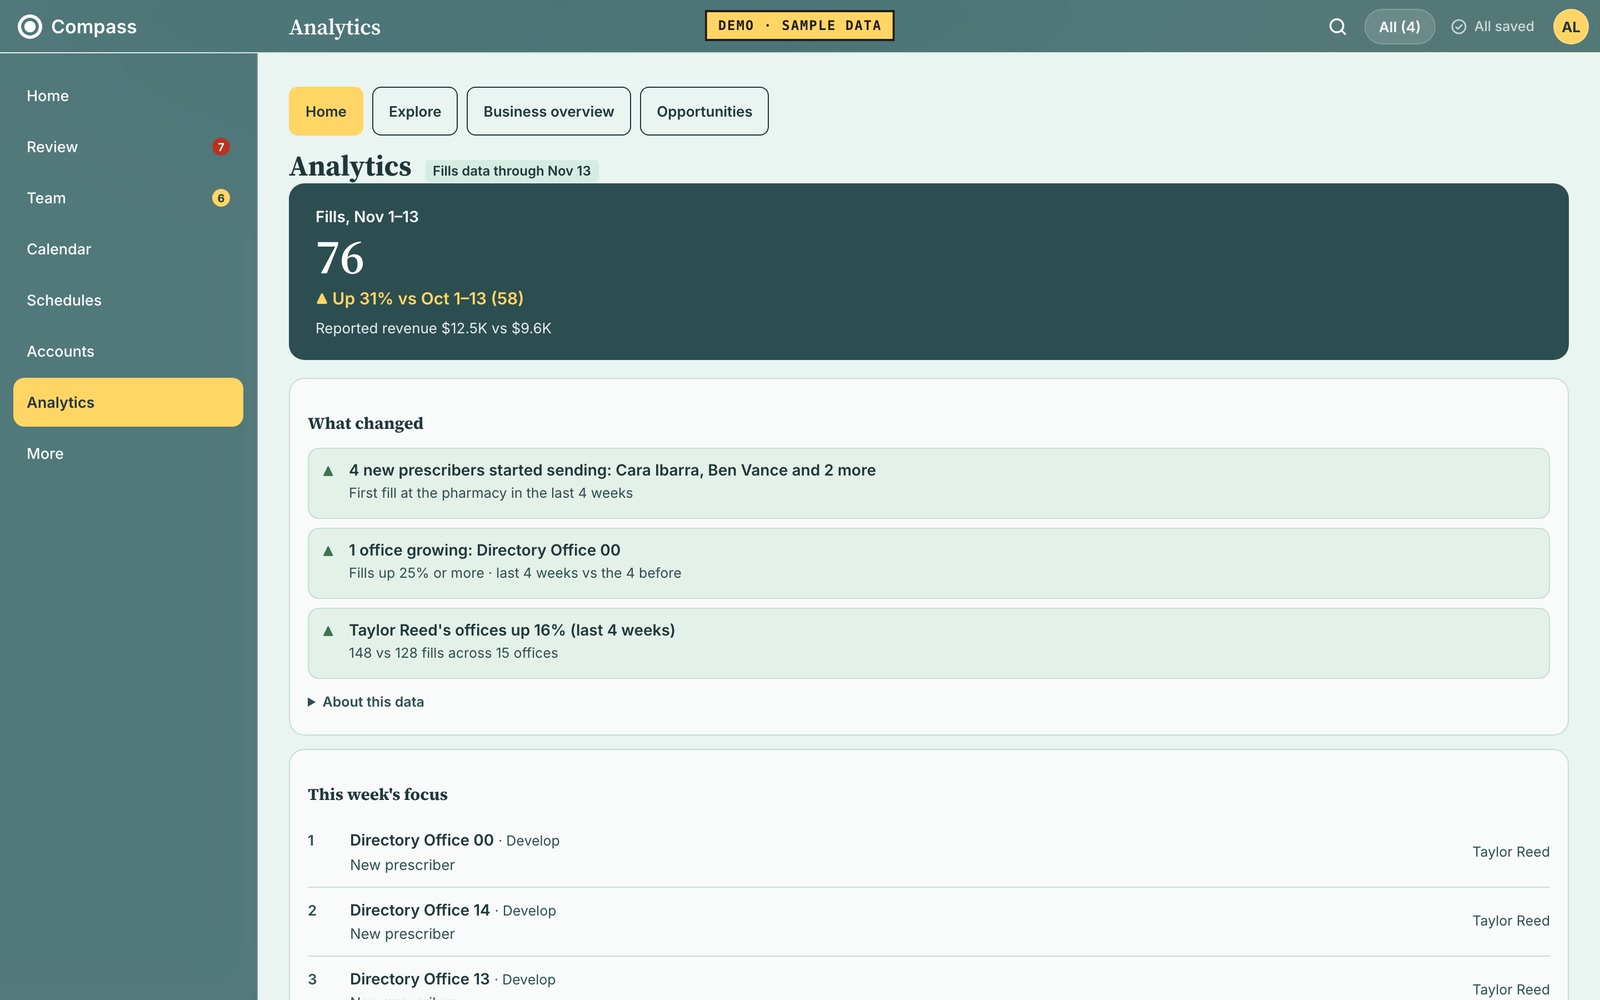 Compass
Analytics
DEMO · SAMPLE DATA
All (4)
All saved
AL
Home
Review
7
Team
6
Calendar
Schedules
Accounts
Analytics
More
Home
Explore
Business overview
Opportunities
Analytics
Fills data through Nov 13
Fills, Nov 1–13
76
▲ Up 31% vs Oct 1–13 (58)
Reported revenue $12.5K vs $9.6K
What changed
▲ 4 new prescribers started sending: Cara Ibarra, Ben Vance and 2 more
First fill at the pharmacy in the last 4 weeks
▲ 1 office growing: Directory Office 00
Fills up 25% or more · last 4 weeks vs the 4 before
▲ Taylor Reed's offices up 16% (last 4 weeks)
148 vs 128 fills across 15 offices
▶ About this data
This week's focus
1 Directory Office 00 · Develop
New prescriber
Taylor Reed
2 Directory Office 14 · Develop
New prescriber
Taylor Reed
3 Directory Office 13 · Develop
Taylor Reed